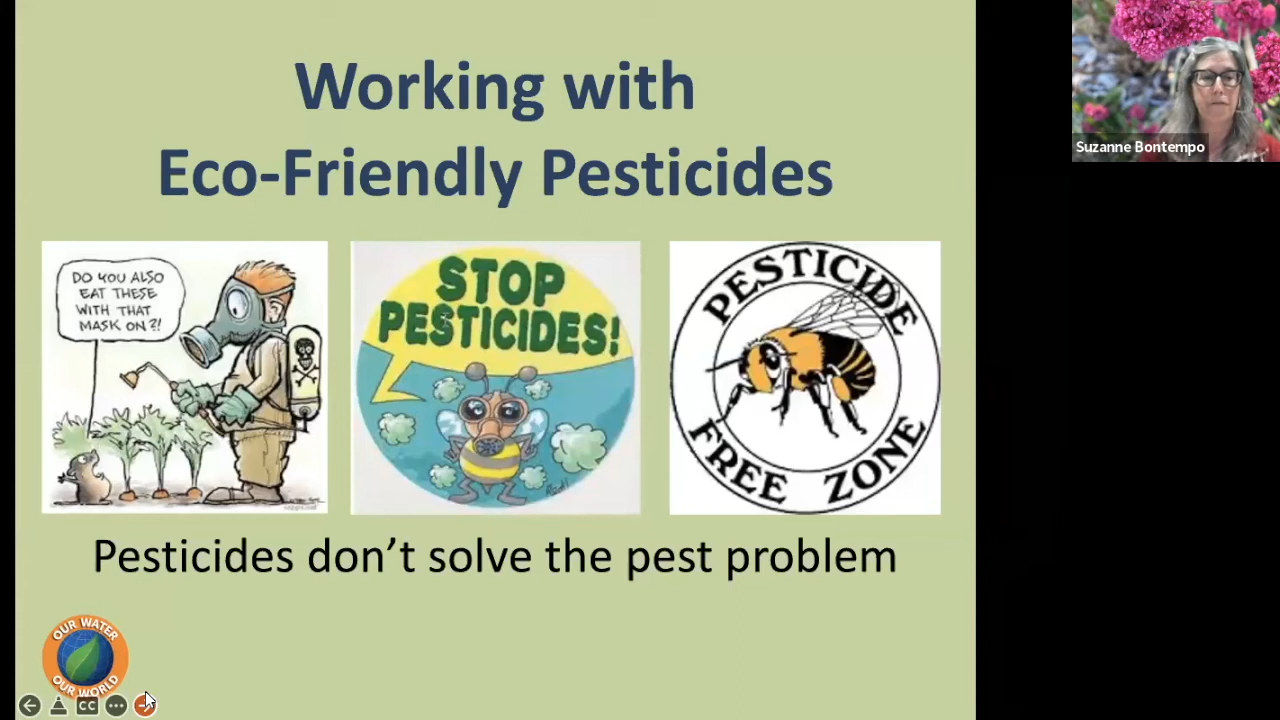 Working with
Eco-Friendly Pesticides
Suzanne Bontempo
DO YOU ALSO
EAT THESE
WITH THAT
MASK ON?!
STOP
PESTICIDES!
PESTICIDE
FREE ZONE
Pesticides don't solve the pest problem
OUR WATER
OUR WORLD
CC